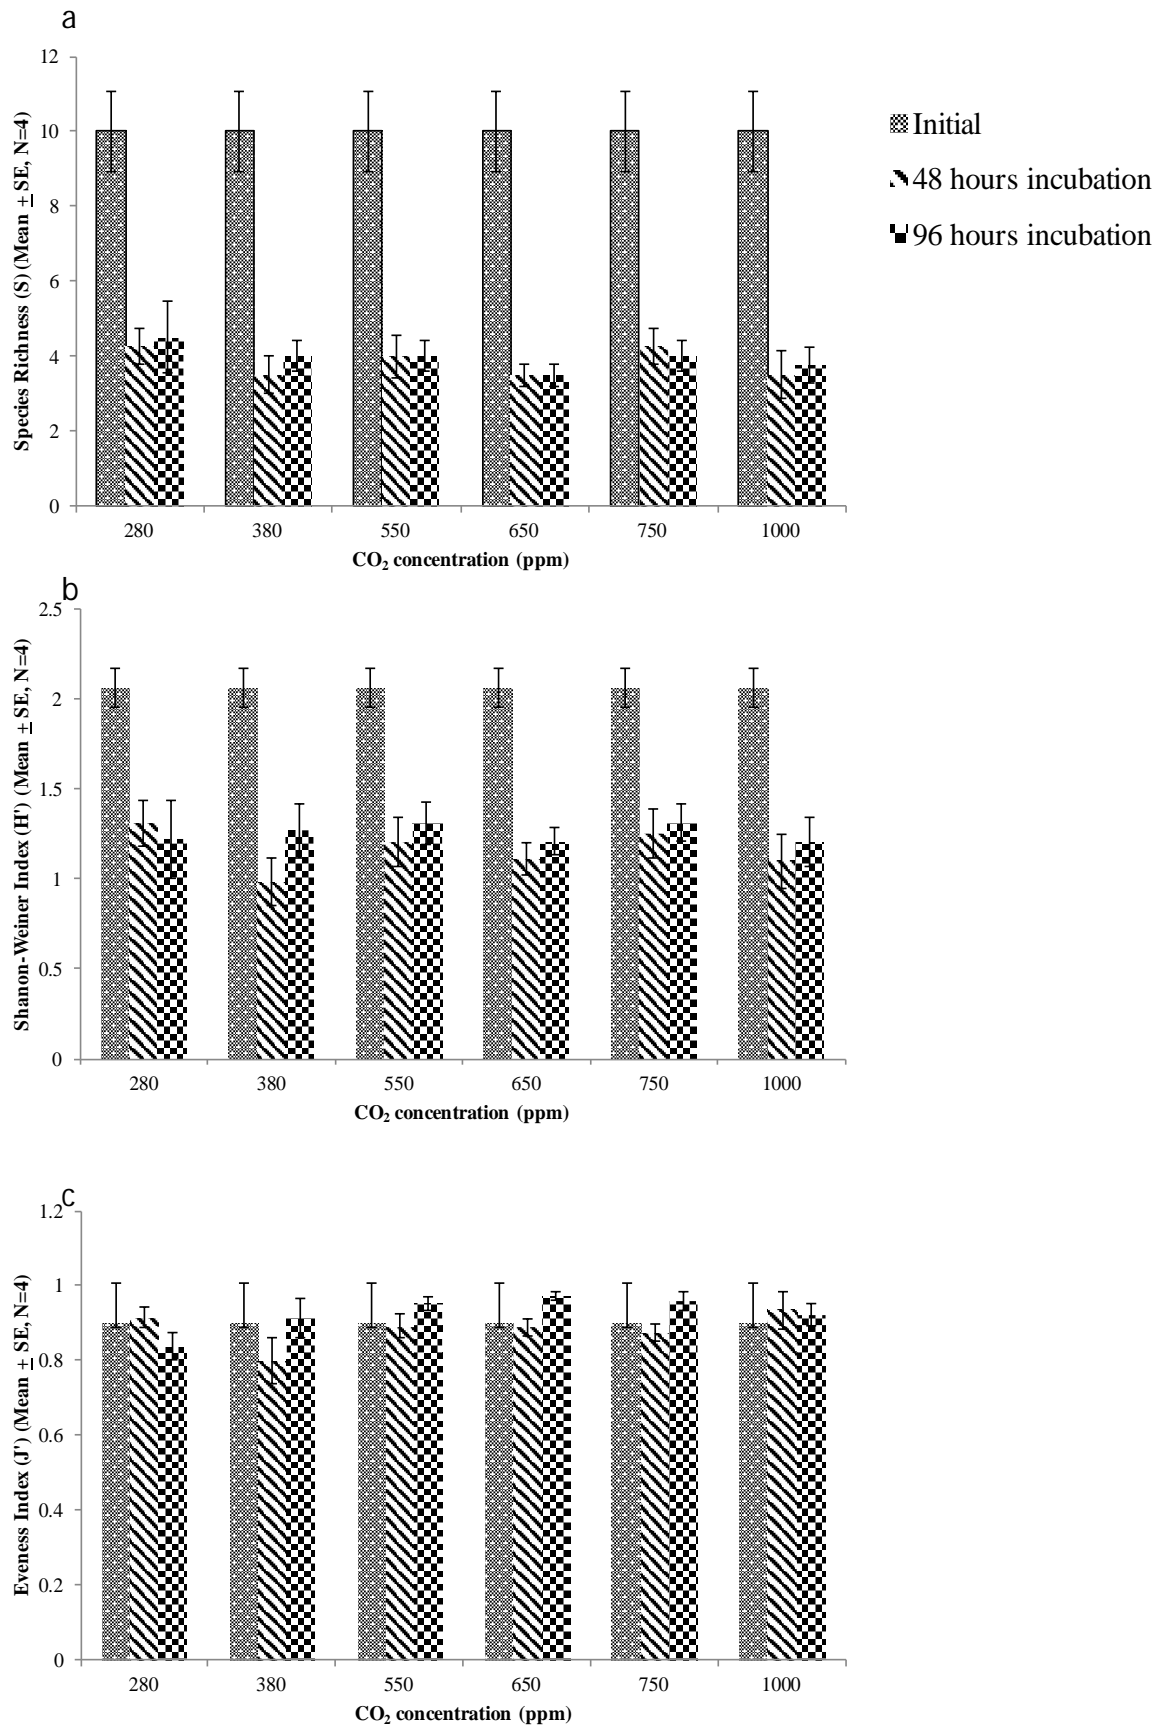 a
12
10
8
6
4
2
0
Species Richness (S) (Mean ± SE, N=4)
280 380 550 650 750 1000
CO₂ concentration (ppm)
Initial
48 hours incubation
96 hours incubation
b
2.5
2
1.5
1
0.5
0
Shanon-Weiner Index (H') (Mean ± SE, N=4)
280 380 550 650 750 1000
CO₂ concentration (ppm)
c
1.2
1
0.8
0.6
0.4
0.2
0
Eveness Index (J') (Mean ± SE, N=4)
280 380 550 650 750 1000
CO₂ concentration (ppm)